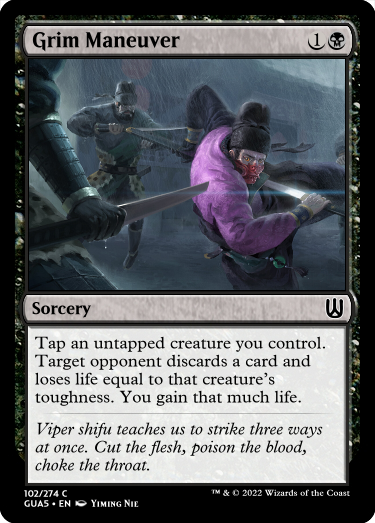 Grim Maneuver 1
Sorcery
Tap an untapped creature you control.
Target opponent discards a card and
loses life equal to that creature's
toughness. You gain that much life.
Viper shifu teaches us to strike three ways
at once. Cut the flesh, poison the blood,
choke the throat.
102/274 C
GUA5 • EN Yiming Nie
™ & © 2022 Wizards of the Coast